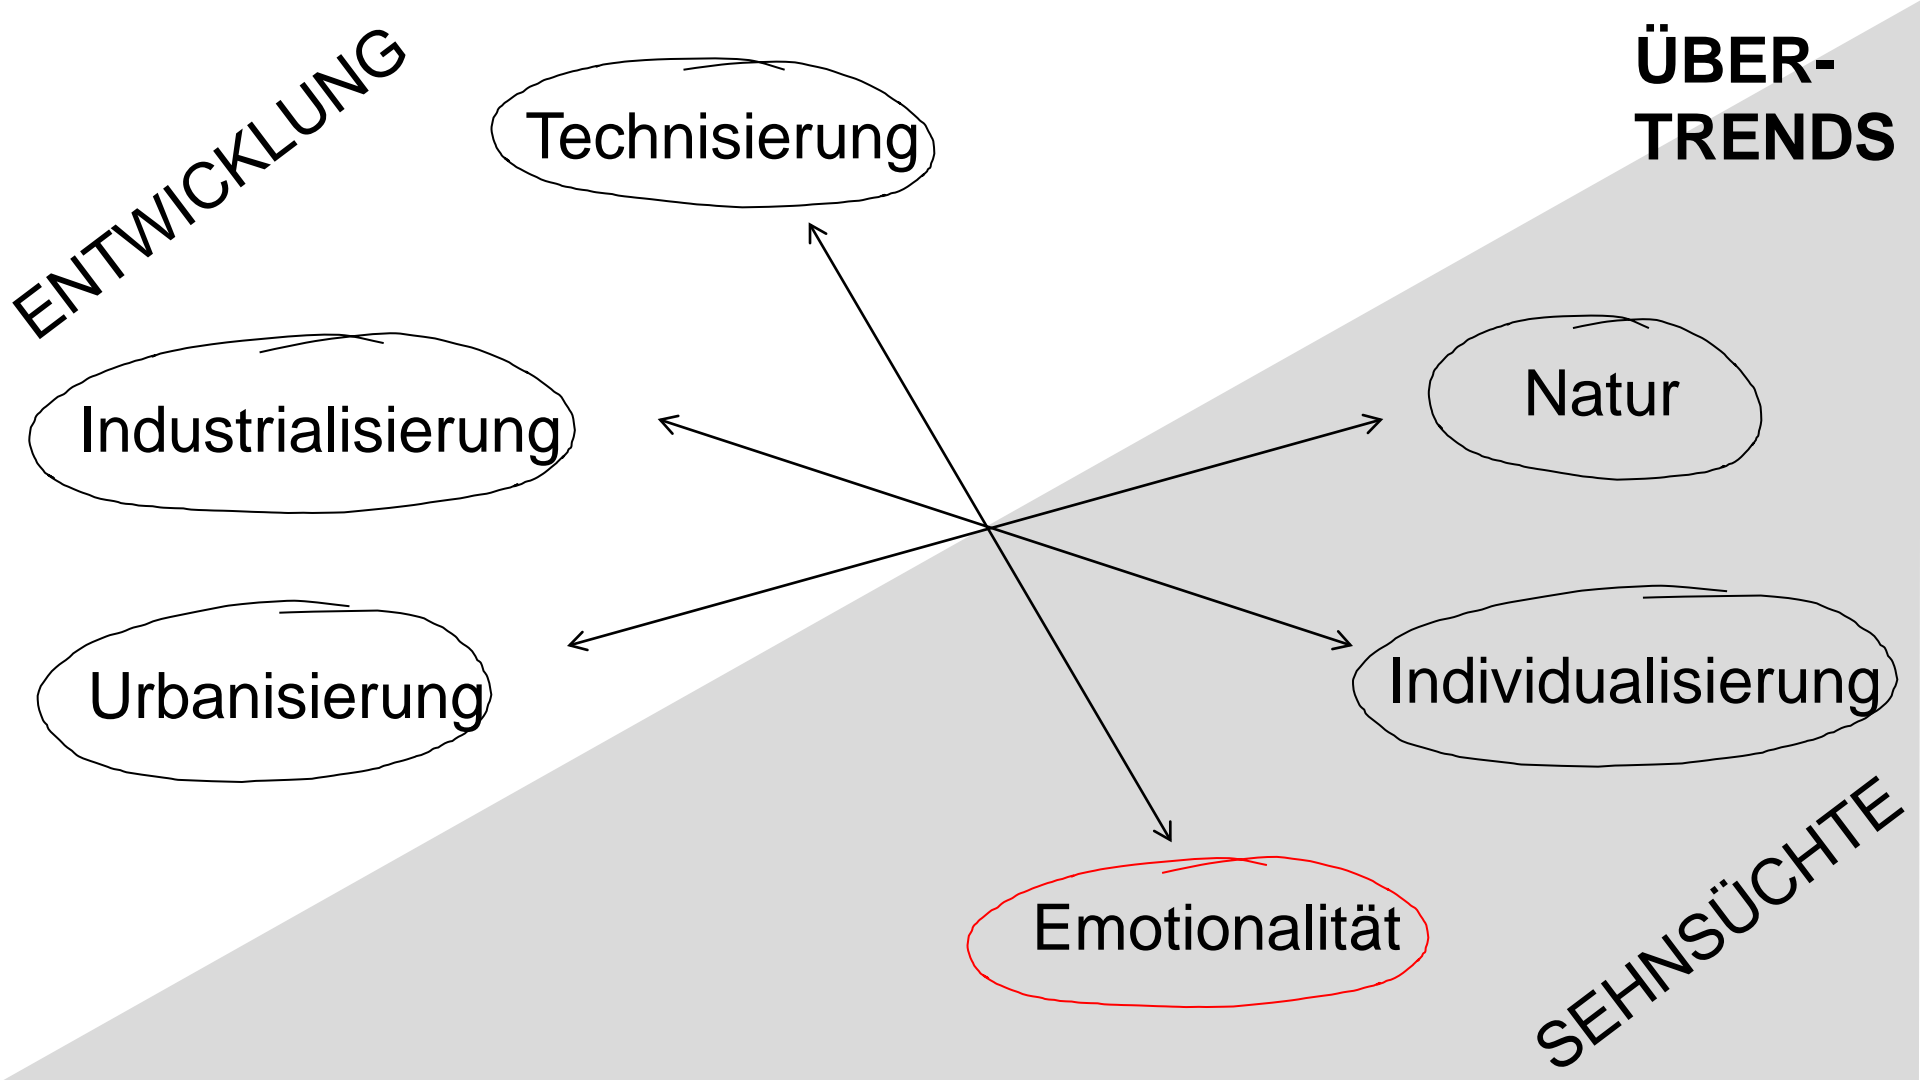 ENTWICKLUNG
ÜBER-
TRENDS
Technisierung
Industrialisierung
Natur
Urbanisierung
Individualisierung
Emotionalität
SEHNSÜCHTE